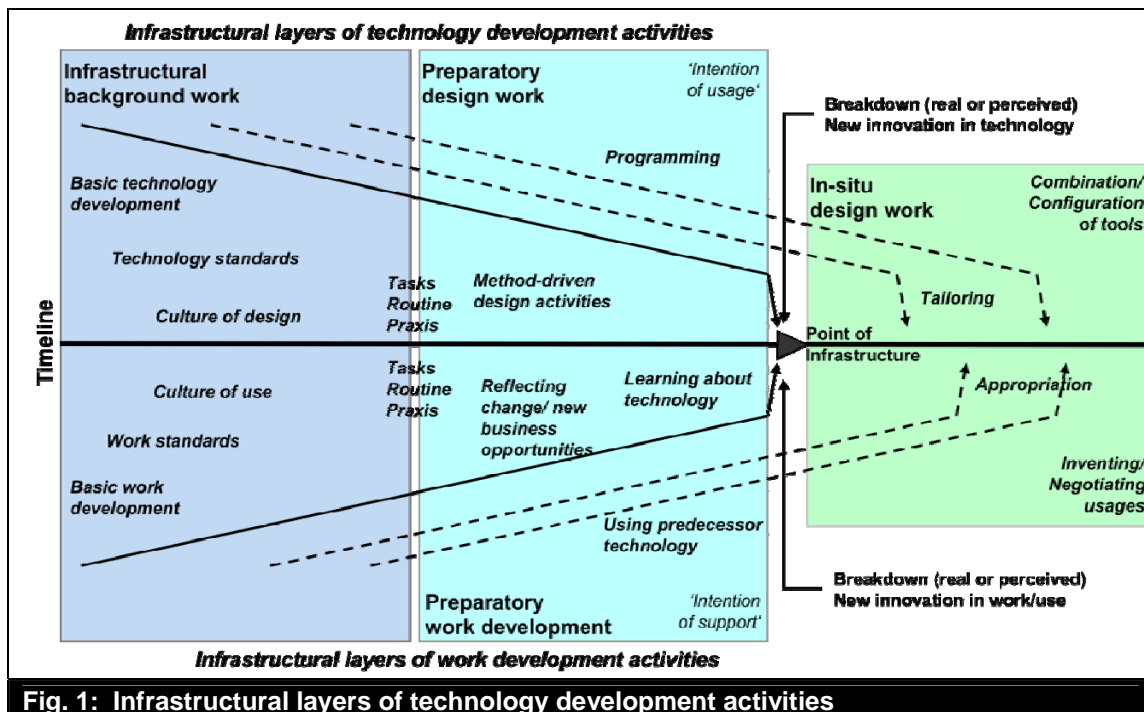 Infrastructural layers of technology development activities
Infrastructural
background work
Preparatory
design work
'Intention
of usage'
Breakdown (real or perceived)
New innovation in technology
Programming
Basic technology
development
In-situ
design work
Combination/
Configuration
of tools
Technology standards
Tasks
Routine
Praxis
Method-driven
design activities
Tailoring
Culture of design
Timeline
Point of
Infrastructure
Tasks
Routine
Praxis
Culture of use
Reflecting
change/ new
business
opportunities
Learning about
technology
Appropriation
Work standards
Basic work
development
Inventing/
Negotiating
usages
Using predecessor
technology
Breakdown (real or perceived)
New innovation in work/use
Preparatory
work development
'Intention
of support'
Infrastructural layers of work development activities
Fig. 1: Infrastructural layers of technology development activities